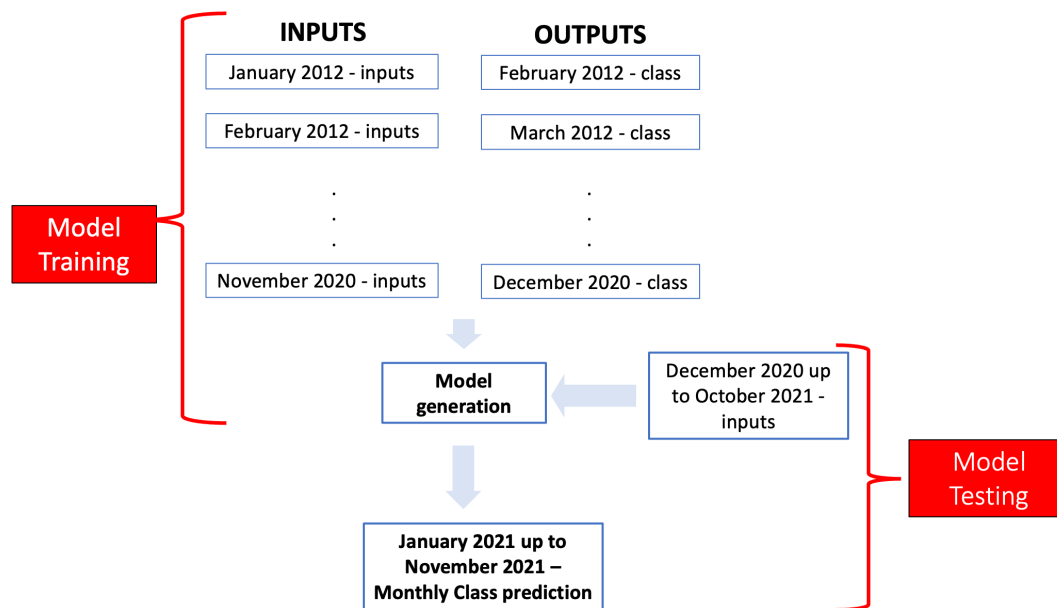 INPUTS
OUTPUTS
January 2012 - inputs
February 2012 - class
February 2012 - inputs
March 2012 - class
.
.
.
.
.
.
Model
Training
November 2020 - inputs
December 2020 - class
Model
generation
December 2020 up
to October 2021 -
inputs
Model
Testing
January 2021 up to
November 2021 –
Monthly Class prediction